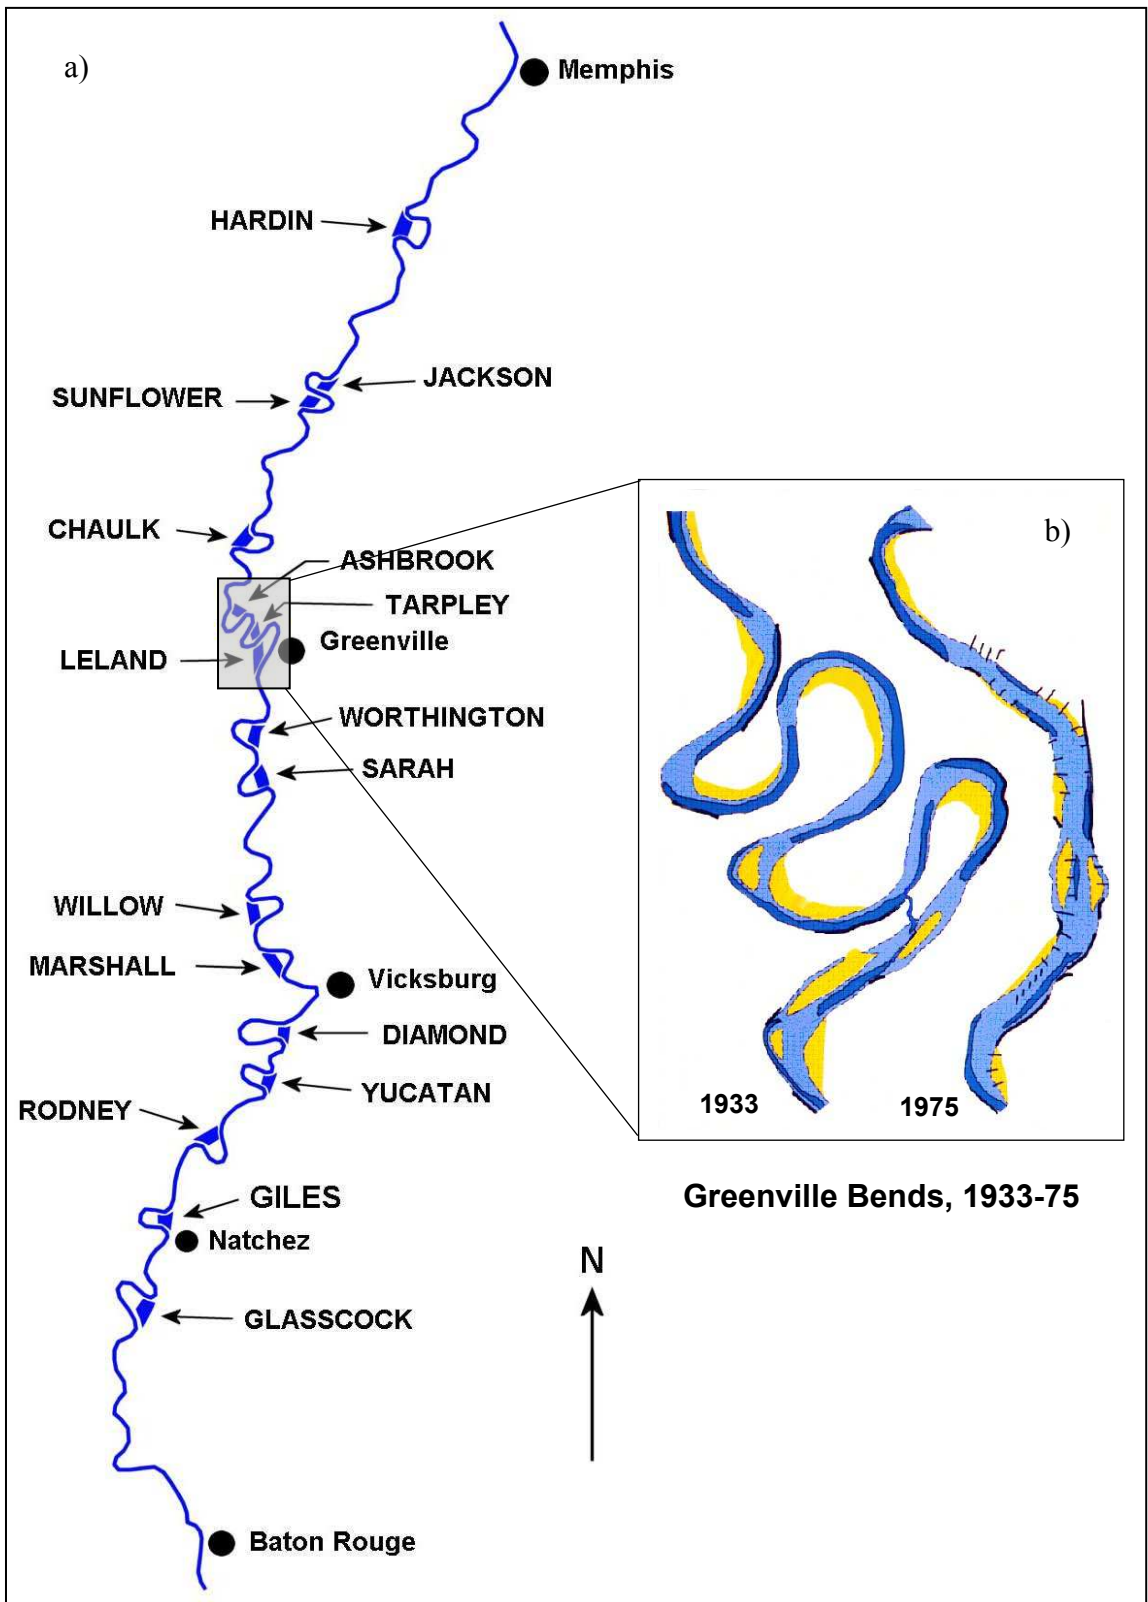 a)
Memphis
HARDIN
JACKSON
SUNFLOWER
CHAULK
ASHBROOK
TARPLEY
Greenville
LELAND
WORTHINGTON
SARAH
WILLOW
MARSHALL
Vicksburg
DIAMOND
YUCATAN
RODNEY
GILES
Natchez
GLASSCOCK
Baton Rouge
b)
1933
1975
Greenville Bends, 1933-75
N